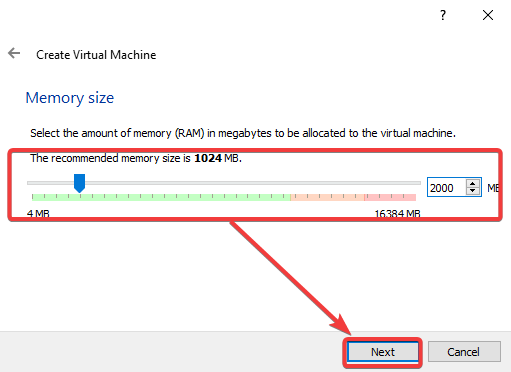 ?
Create Virtual Machine
Memory size
Select the amount of memory (RAM) in megabytes to be allocated to the virtual machine.
The recommended memory size is 1024 MB.
2000 MB
4 MB 16384 MB
Next Cancel